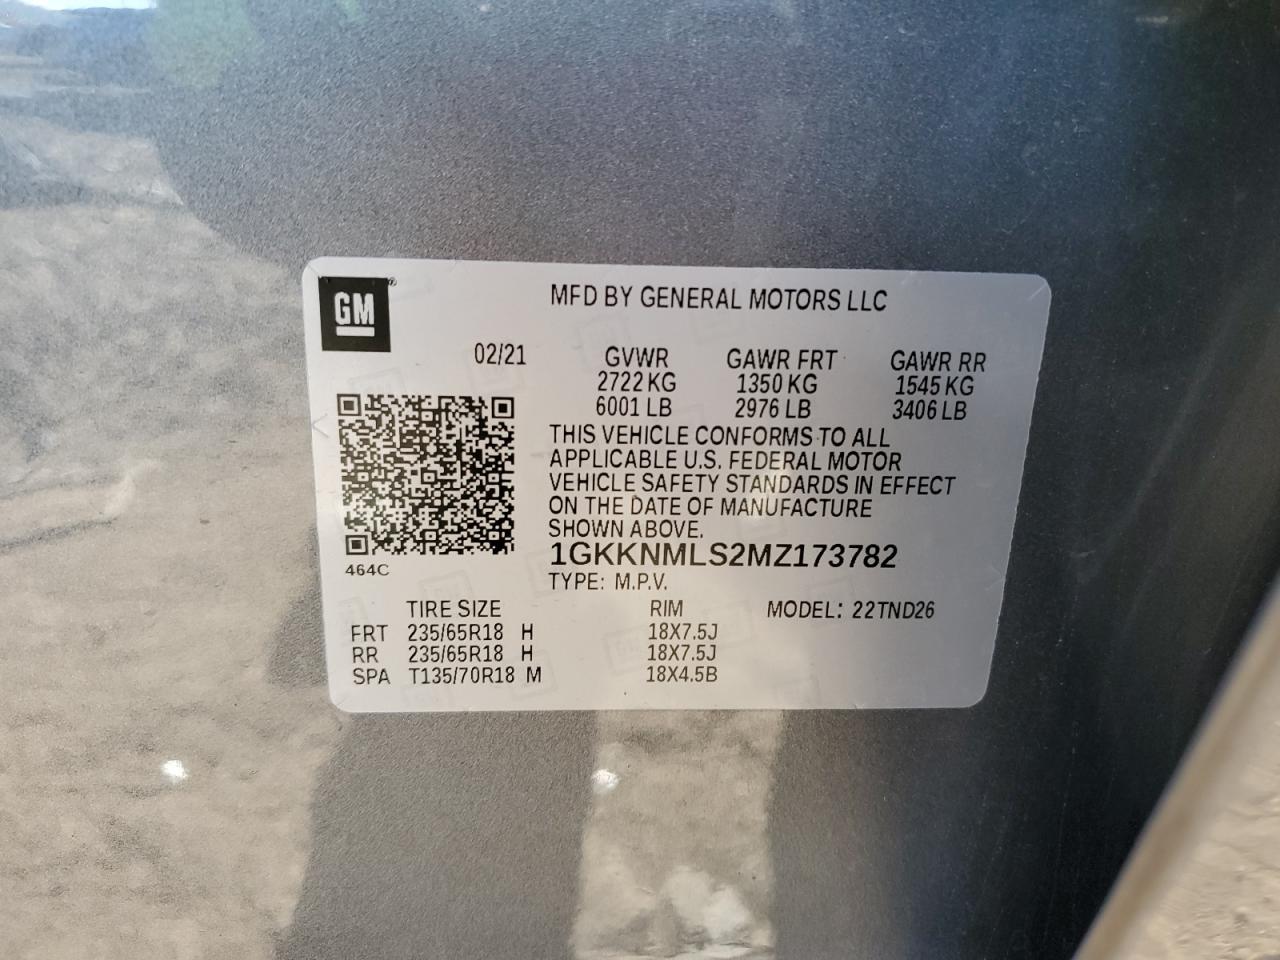 GM
MFD BY GENERAL MOTORS LLC
02/21 GVWR GAWR FRT GAWR RR
2722 KG 1350 KG 1545 KG
6001 LB 2976 LB 3406 LB
THIS VEHICLE CONFORMS TO ALL
APPLICABLE U.S. FEDERAL MOTOR
VEHICLE SAFETY STANDARDS IN EFFECT
ON THE DATE OF MANUFACTURE
SHOWN ABOVE.
1GKKNMLS2MZ173782
464C
TYPE: M.P.V.
TIRE SIZE RIM MODEL: 22TND26
FRT 235/65R18 H 18X7.5J
RR 235/65R18 H 18X7.5J
SPA T135/70R18 M 18X4.5B